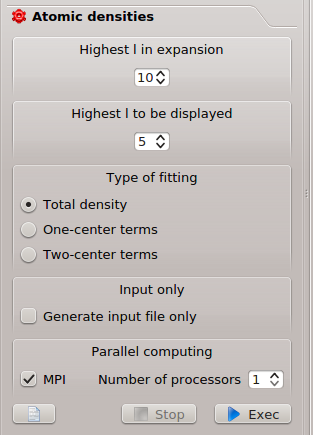 Atomic densities
Highest l in expansion
10
Highest l to be displayed
5
Type of fitting
Total density
One-center terms
Two-center terms
Input only
Generate input file only
Parallel computing
MPI Number of processors 1
Stop Exec